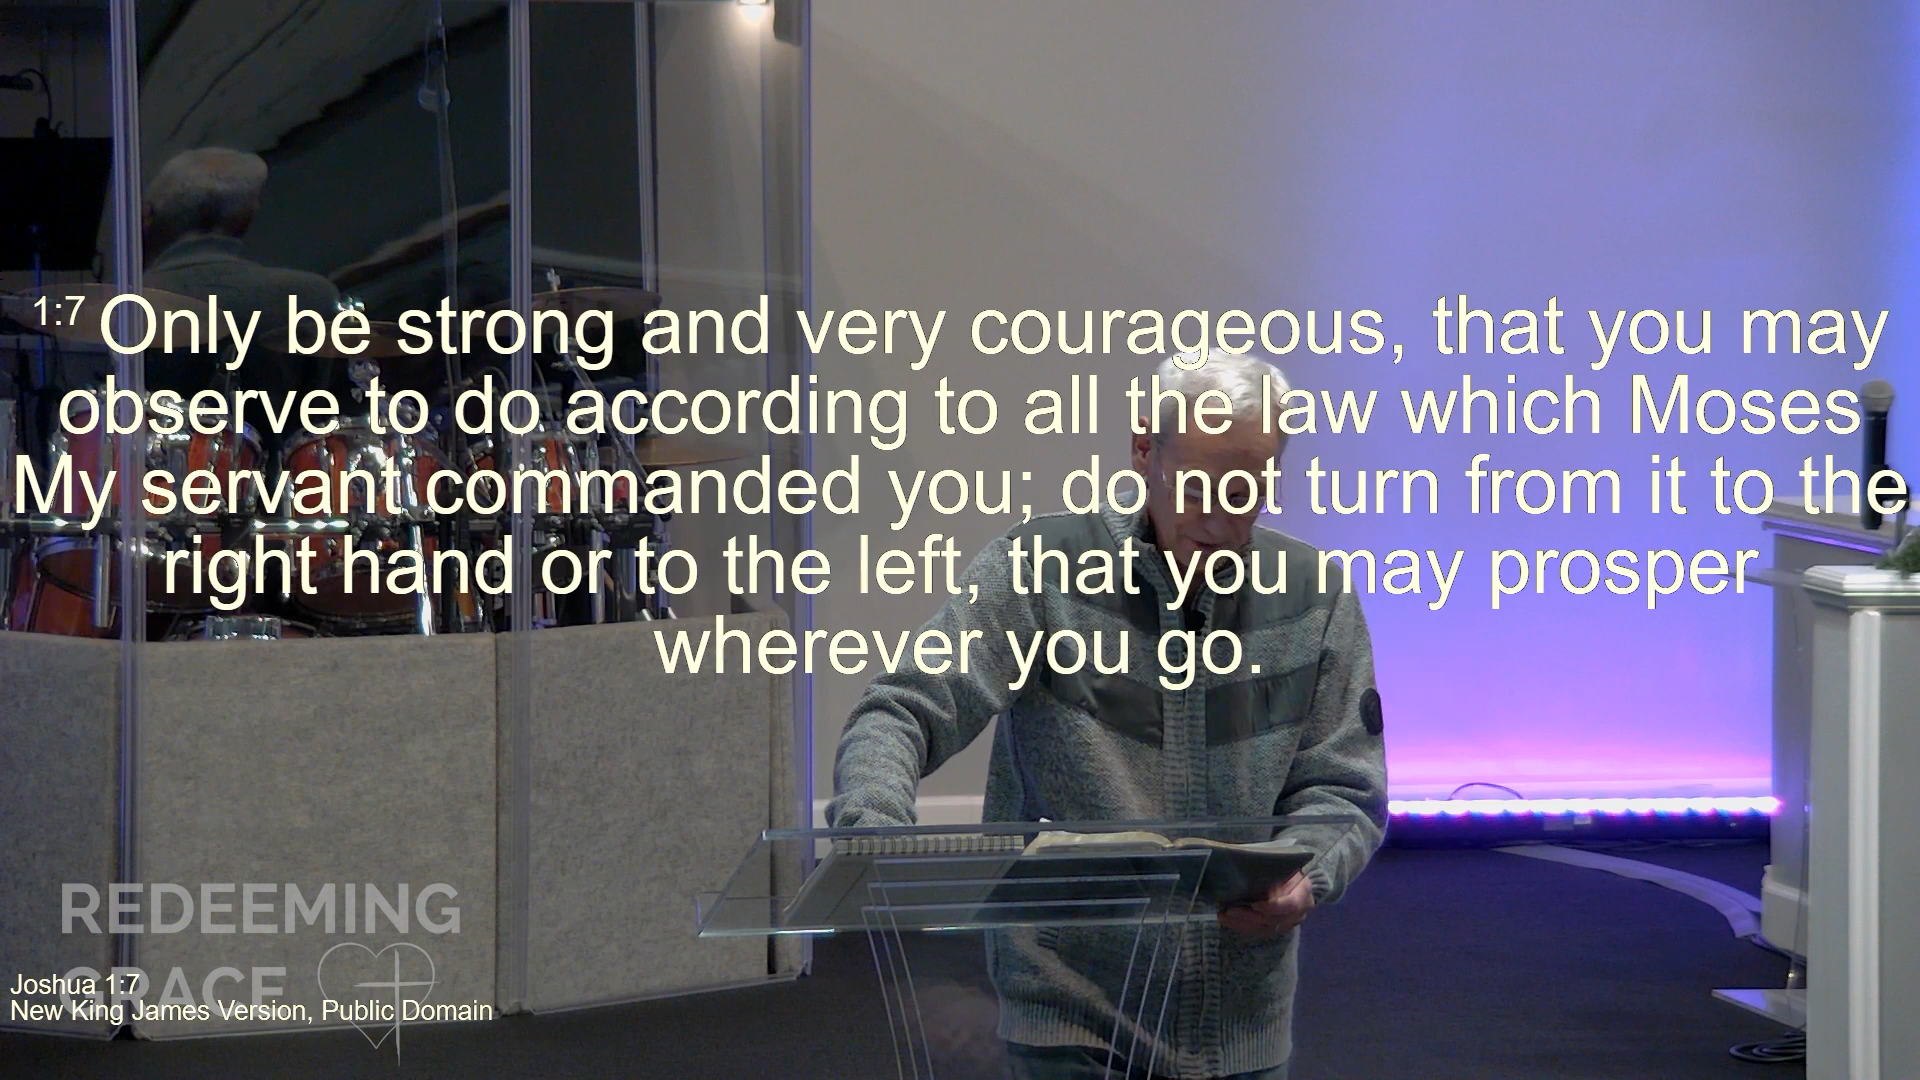 1:7 Only be strong and very courageous, that you may
observe to do according to all the law which Moses
My servant commanded you; do not turn from it to the
right hand or to the left, that you may prosper
wherever you go.
REDEEMING
GRACE
Joshua 1:7
New King James Version, Public Domain